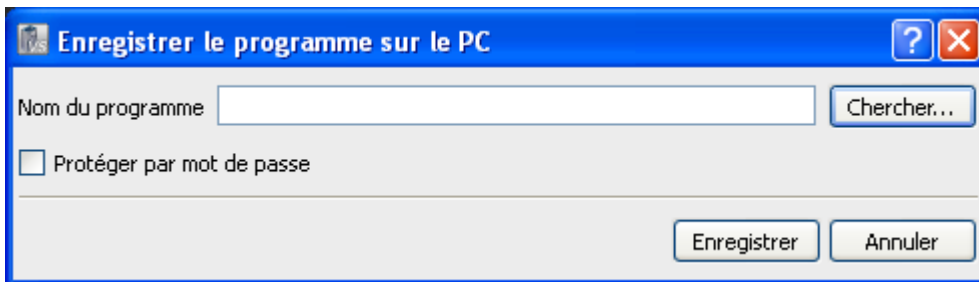 Enregistrer le programme sur le PC
Nom du programme Chercher...
Protéger par mot de passe
Enregistrer Annuler